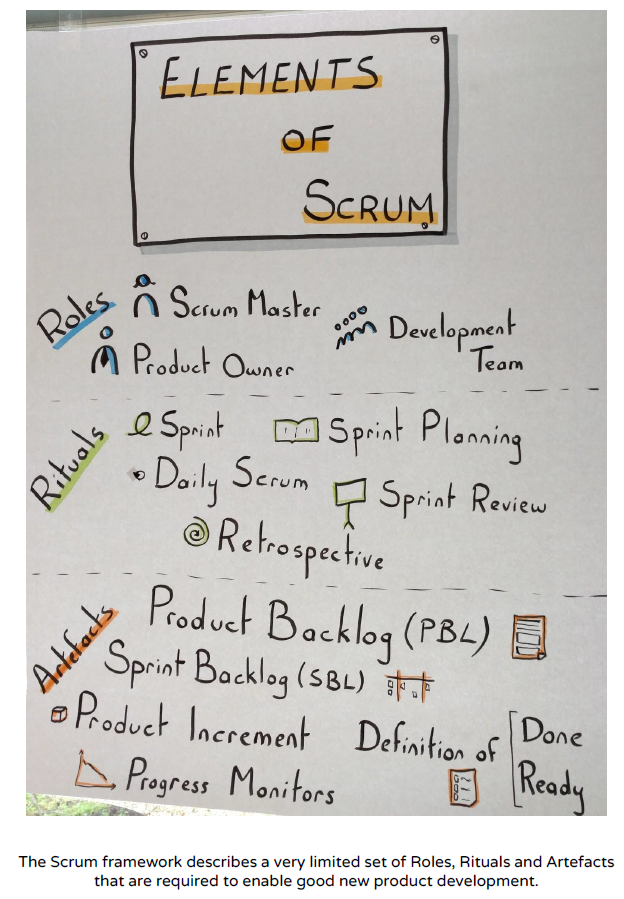 ELEMENTS
OF
SCRUM
Roles
Scrum Master
Product Owner
Development
Team
Rituals
Sprint
Sprint Planning
Daily Scrum
Sprint Review
Retrospective
Artefacts
Product Backlog (PBL)
Sprint Backlog (SBL)
Product Increment
Definition of
Done
Ready
Progress Monitors
The Scrum framework describes a very limited set of Roles, Rituals and Artefacts
that are required to enable good new product development.